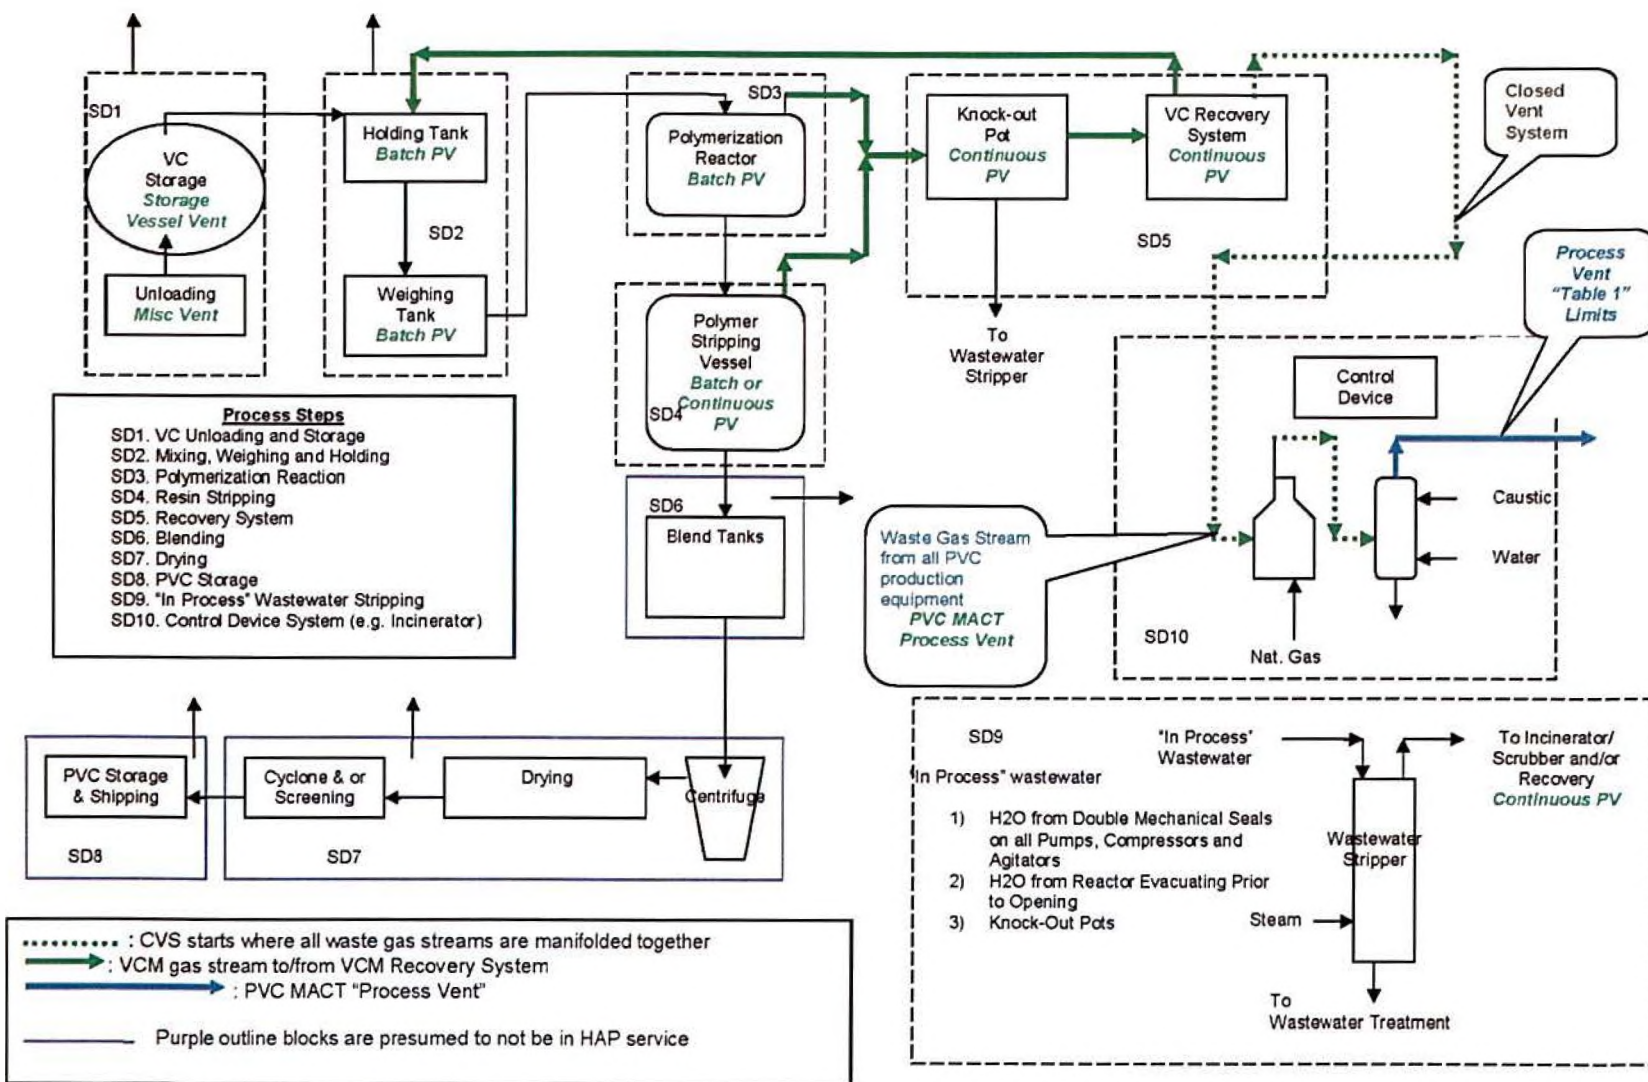 SD1
VC
Storage
Storage
Vessel Vent
Unloading
Misc Vent
Holding Tank
Batch PV
SD2
Weighing
Tank
Batch PV
SD3
Polymerization
Reactor
Batch PV
Polymer
Stripping
Vessel
Batch or
Continuous
SD4
PV
Knock-out
Pot
Continuous
PV
VC Recovery
System
Continuous
PV
SD5
To
Wastewater
Stripper
Closed
Vent
System
Process
Vent
"Table 1"
Limits
Control
Device
Caustic
Water
Nat. Gas
SD10
Process Steps
SD1. VC Unloading and Storage
SD2. Mixing, Weighing and Holding
SD3. Polymerization Reaction
SD4. Resin Stripping
SD5. Recovery System
SD6. Blending
SD7. Drying
SD8. PVC Storage
SD9. "In Process" Wastewater Stripping
SD10. Control Device System (e.g. Incinerator)
SD6
Blend Tanks
Waste Gas Stream
from all PVC
production
equipment
PVC MACT
Process Vent
PVC Storage
& Shipping
SD8
Cyclone & or
Screening
Drying
Centrifuge
SD7
SD9
"In Process"
Wastewater
To Incinerator/
Scrubber and/or
Recovery
Continuous PV
"In Process" wastewater
1) H2O from Double Mechanical Seals
on all Pumps, Compressors and
Agitators
2) H2O from Reactor Evacuating Prior
to Opening
3) Knock-Out Pots
Wastewater
Stripper
Steam
To
Wastewater Treatment
: CVS starts where all waste gas streams are manifolded together
: VCM gas stream to/from VCM Recovery System
: PVC MACT "Process Vent"
Purple outline blocks are presumed to not be in HAP service